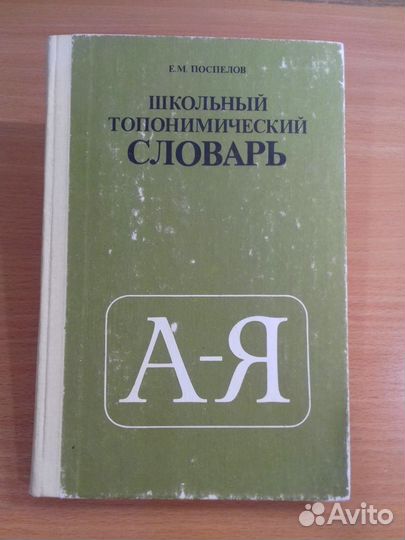 Е.М. ПОСПЕЛОВ
ШКОЛЬНЫЙ
ТОПОНИМИЧЕСКИЙ
СЛОВАРЬ
А-Я
Avito